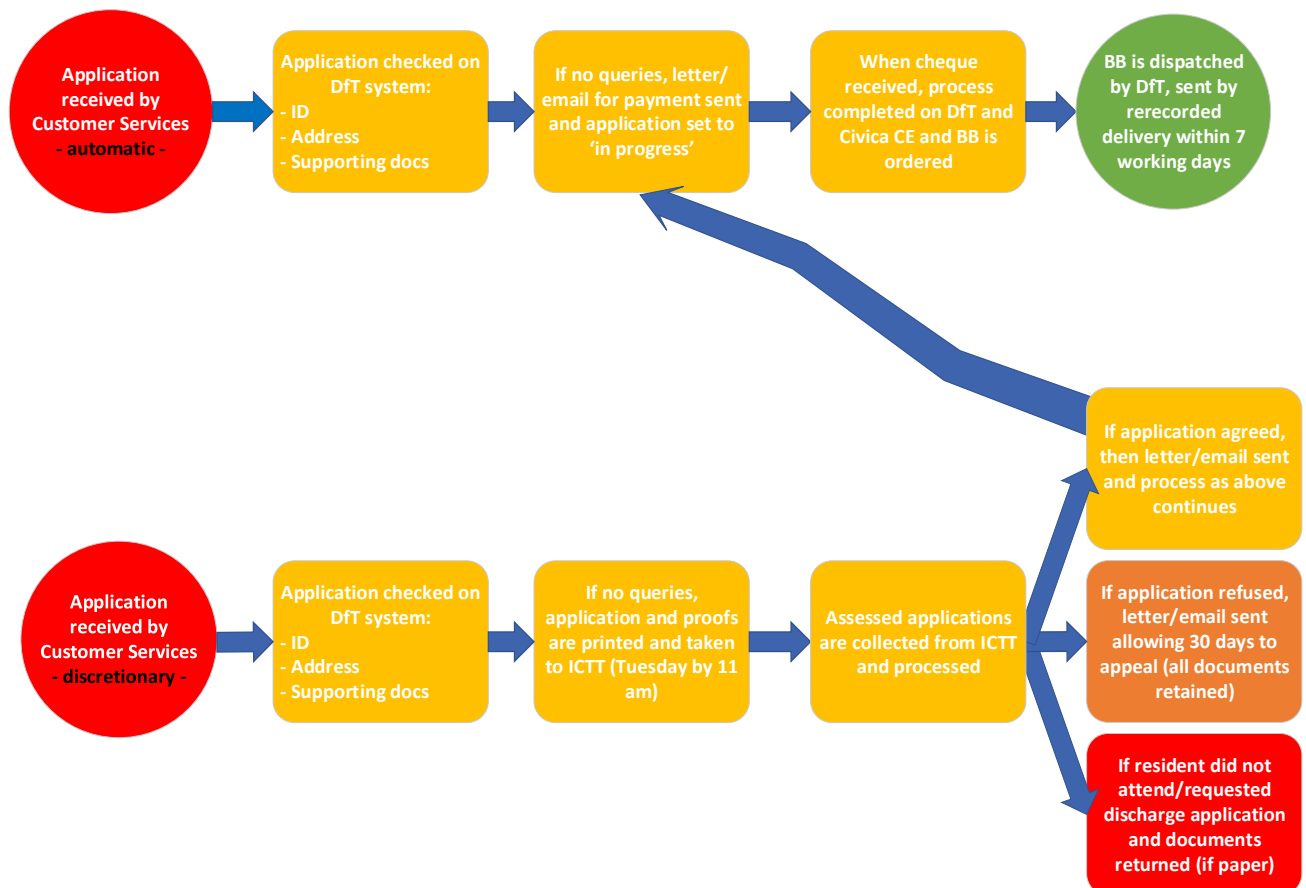 Application
received by
Customer Services
- automatic -
Application checked on
DfT system:
- ID
- Address
- Supporting docs
If no queries, letter/
email for payment sent
and application set to
‘in progress’
When cheque
received, process
completed on DfT and
Civica CE and BB is
ordered
BB is dispatched
by DfT, sent by
rerecorded
delivery within 7
working days
If application agreed,
then letter/email sent
and process as above
continues
Application
received by
Customer Services
- discretionary -
Application checked on
DfT system:
- ID
- Address
- Supporting docs
If no queries,
application and proofs
are printed and taken
to ICTT (Tuesday by 11
am)
Assessed applications
are collected from ICTT
and processed
If application refused,
letter/email sent
allowing 30 days to
appeal (all documents
retained)
If resident did not
attend/requested
discharge application
and documents
returned (if paper)